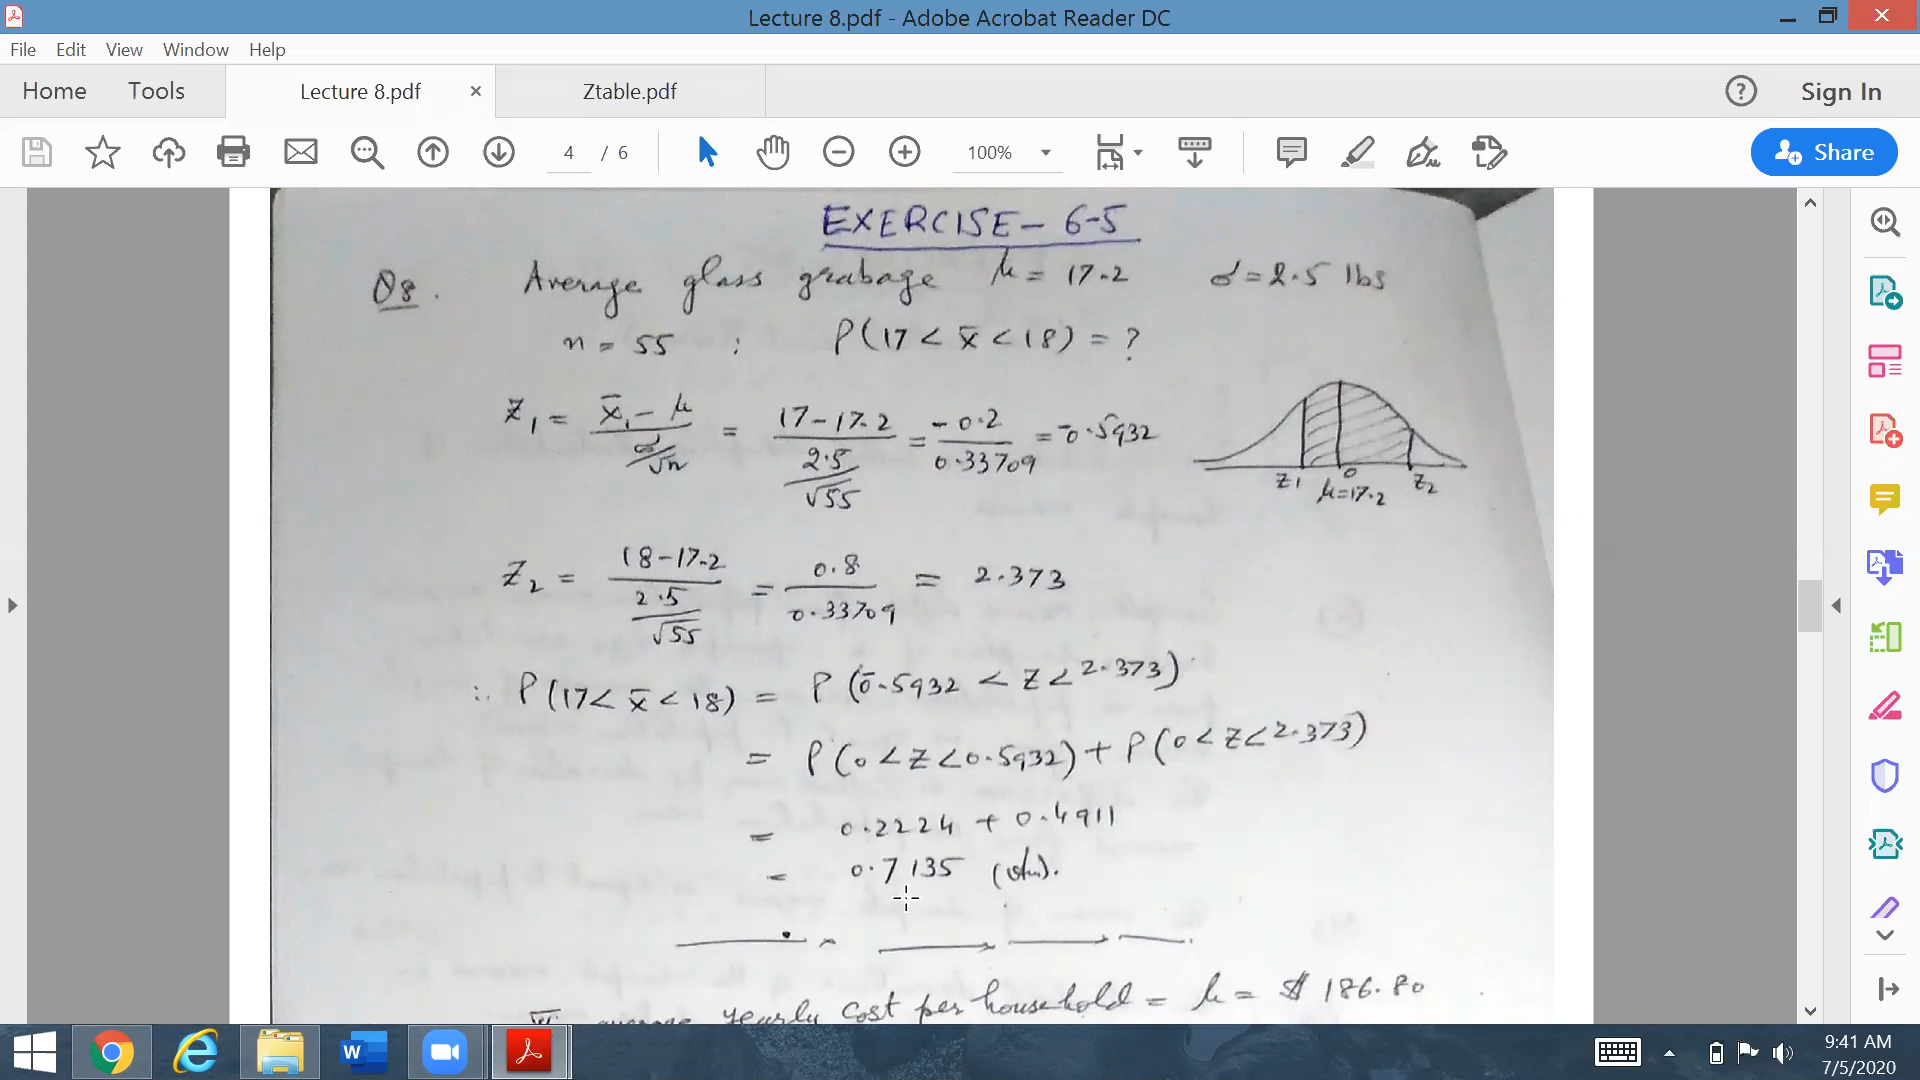 Lecture 8.pdf - Adobe Acrobat Reader DC
File Edit View Window Help
Home Tools Lecture 8.pdf × Ztable.pdf ? Sign In
4 / 6 100% Share
EXERCISE- 6-5
Q8. Average glass grabage μ = 17.2 σ = 2.5 lbs
n = 55 : P(17 < x̄ < 18) = ?
Z₁ = (x̄₁ - μ)/(σ/√n) = (17-17.2)/(2.5/√55) = -0.2/0.33709 = -0.5932
Z₁ 0 Z₂
μ=17.2
Z₂ = (18-17.2)/(2.5/√55) = 0.8/0.33709 = 2.373
∴ P(17< x̄ < 18) = P(-0.5932 < Z < 2.373)
= P(0 < Z < 0.5932) + P(0 < Z < 2.373)
= 0.2224 + 0.4911
= 0.7135
average yearly cost per household = μ = $ 186.80
9:41 AM
7/5/2020